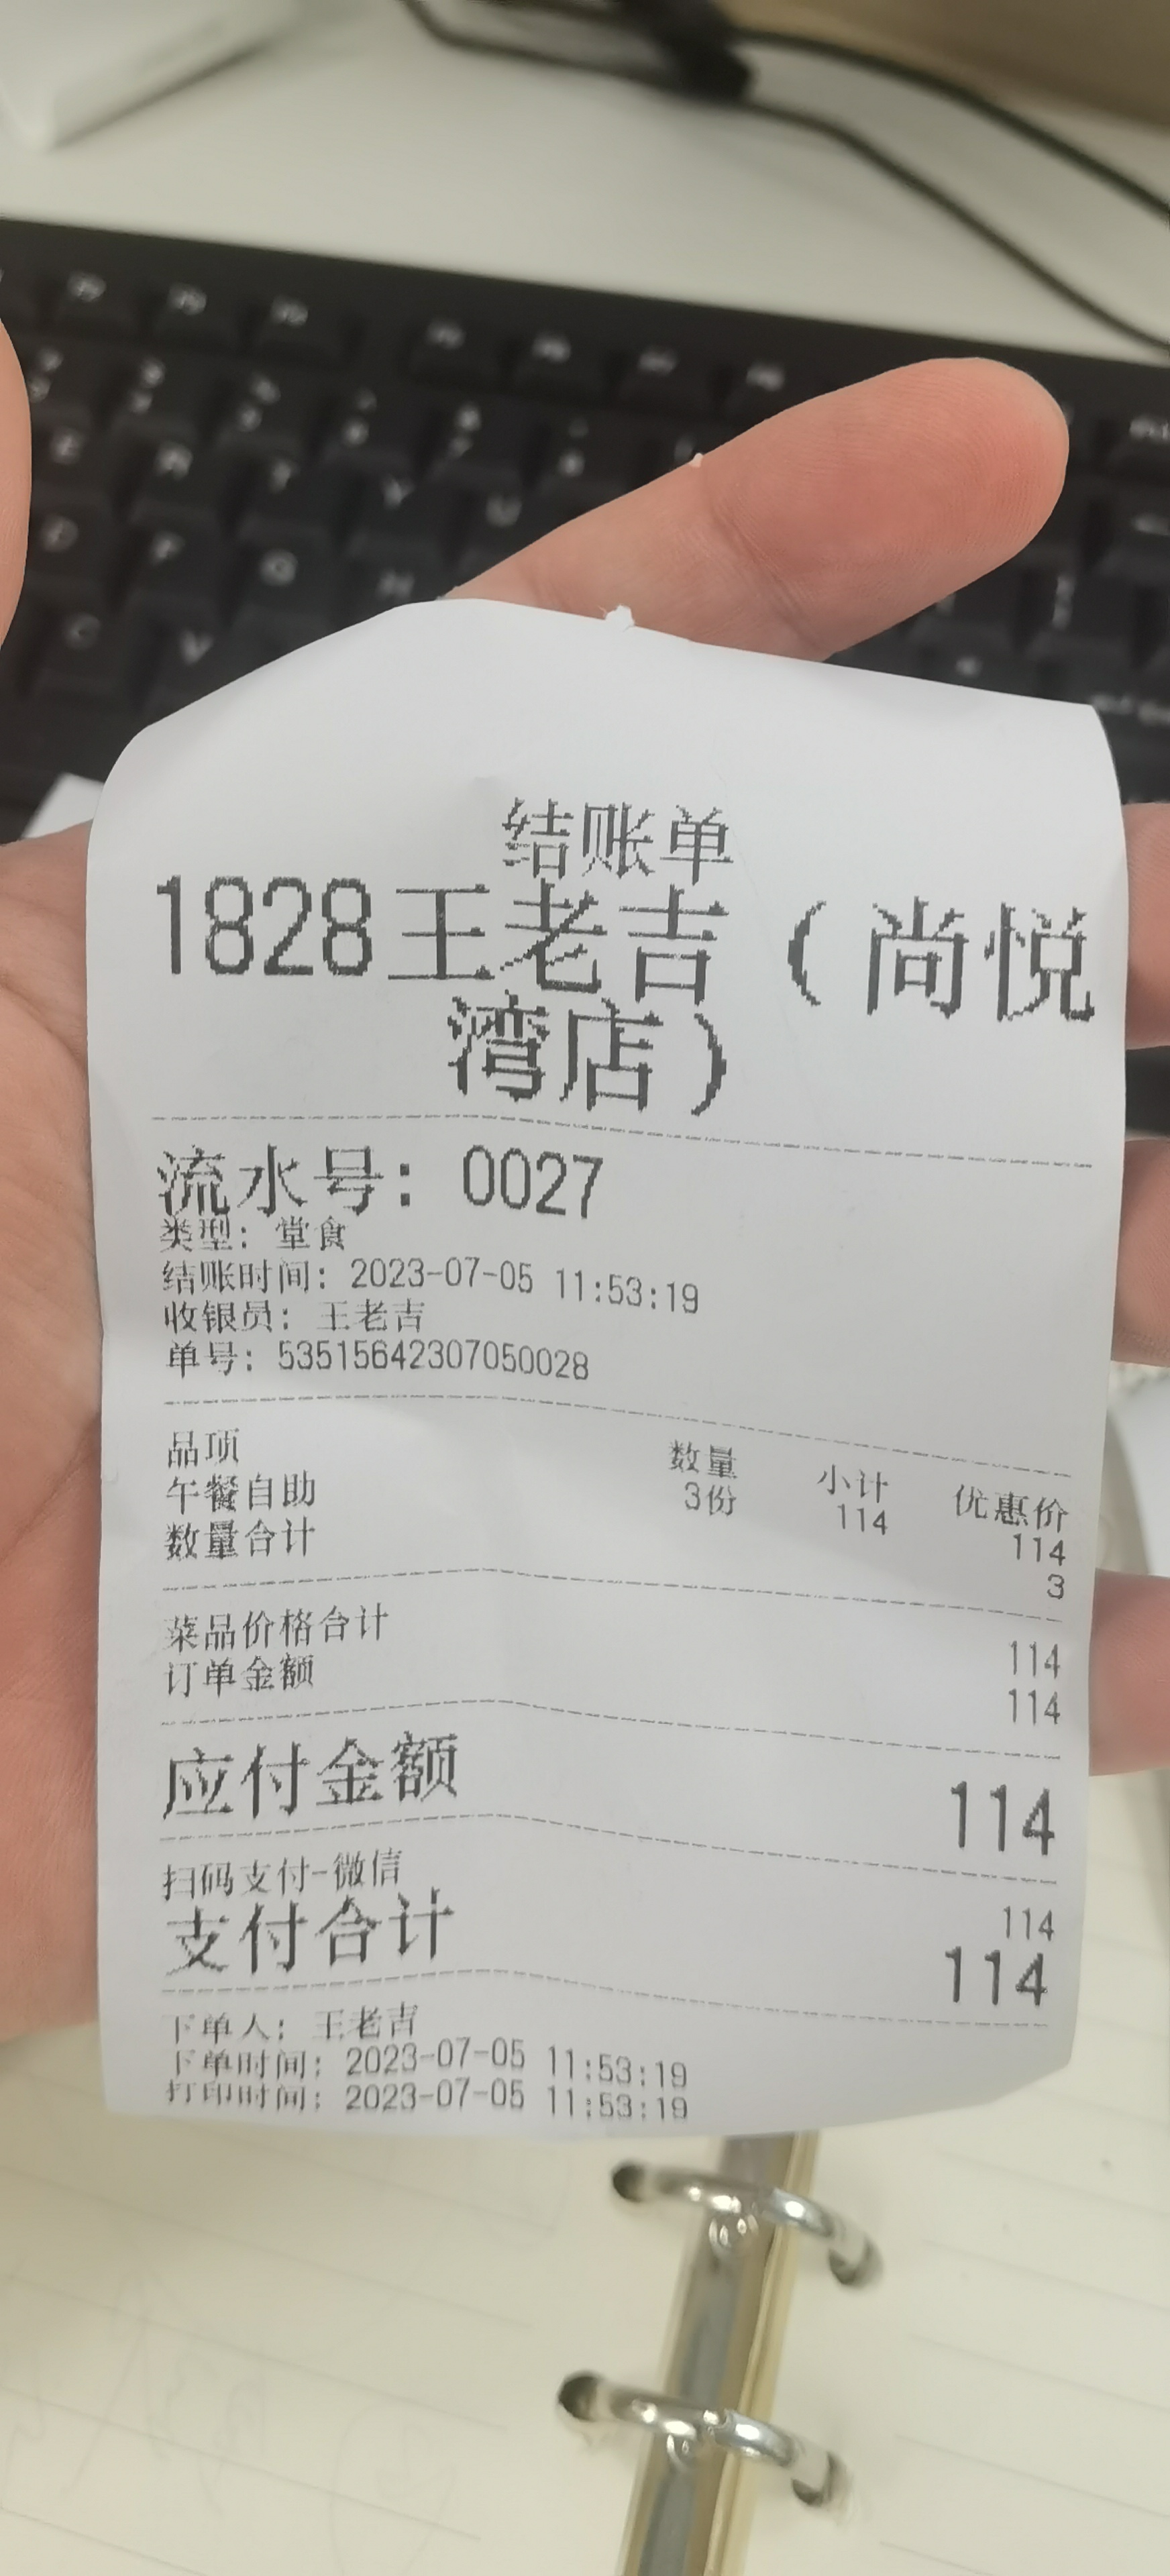 结账单
1828王老吉（尚悦
湾店）
流水号：0027
类型：堂食
结账时间：2023-07-05 11:53:19
收银员：王老吉
单号：53515642307050028
品项 数量 小计 优惠价
午餐自助 3份 114 114
数量合计 3
菜品价格合计 114
订单金额 114
应付金额 114
扫码支付-微信 114
支付合计 114
下单人：王老吉
下单时间：2023-07-05 11:53:19
打印时间：2023-07-05 11:53:19